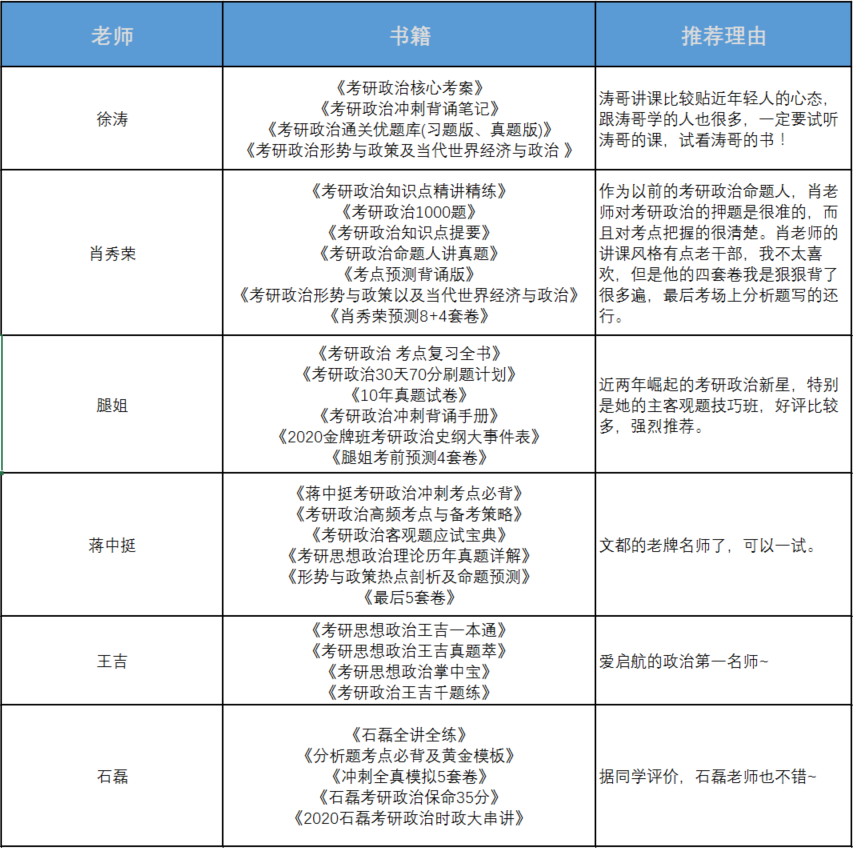 老师
书籍
推荐理由
徐涛
《考研政治核心考案》
《考研政治冲刺背诵笔记》
《考研政治通关优题库(习题版、真题版)》
《考研政治形势与政策及当代世界经济与政治 》
涛哥讲课比较贴近年轻人的心态，
跟涛哥学的人也很多，一定要试听
涛哥的课，试看涛哥的书！
肖秀荣
《考研政治知识点精讲精练》
《考研政治1000题》
《考研政治知识点提要》
《考研政治命题人讲真题》
《考点预测背诵版》
《考研政治形势与政策以及当代世界经济与政治》
《肖秀荣预测8+4套卷》
作为以前的考研政治命题人，肖老
师对考研政治的押题是很准的，而
且对考点把握的很清楚。肖老师的
讲课风格有点老干部，我不太喜
欢，但是他的四套卷我是狠狠背了
很多遍，最后考场上分析题写的还
行。
腿姐
《考研政治 考点复习全书》
《考研政治30天70分刷题计划》
《10年真题试卷》
《考研政治冲刺背诵手册》
《2020金牌班考研政治史纲大事件表》
《腿姐考前预测4套卷》
近两年崛起的考研政治新星，特别
是她的主客观题技巧班，好评比较
多，强烈推荐。
蒋中挺
《蒋中挺考研政治冲刺考点必背》
《考研政治高频考点与备考策略》
《考研政治客观题应试宝典》
《考研思想政治理论历年真题详解》
《形势与政策热点剖析及命题预测》
《最后5套卷》
文都的老牌名师了，可以一试。
王吉
《考研思想政治王吉一本通》
《考研思想政治王吉真题萃》
《考研思想政治掌中宝》
《考研政治王吉千题练》
爱启航的政治第一名师~
石磊
《石磊全讲全练》
《分析题考点必背及黄金模板》
《冲刺全真模拟5套卷》
《石磊考研政治保命35分》
《2020石磊考研政治时政大串讲》
据同学评价，石磊老师也不错~